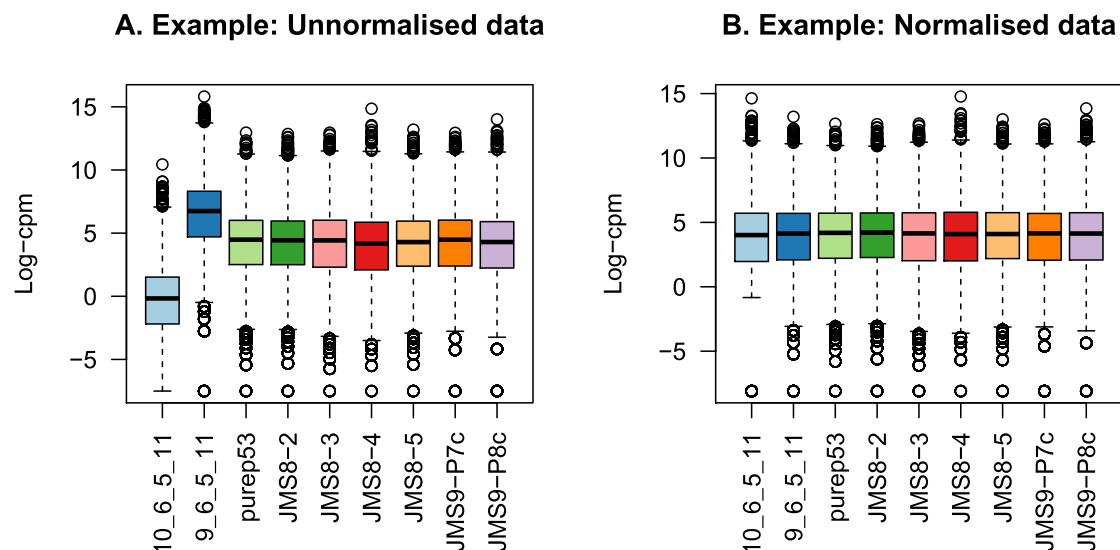 A. Example: Unnormalised data
Log-cpm
15
10
5
0
−5
10_6_5_11
9_6_5_11
purep53
JMS8−2
JMS8−3
JMS8−4
JMS8−5
JMS9−P7c
JMS9−P8c
B. Example: Normalised data
Log-cpm
15
10
5
0
−5
10_6_5_11
9_6_5_11
purep53
JMS8−2
JMS8−3
JMS8−4
JMS8−5
JMS9−P7c
JMS9−P8c